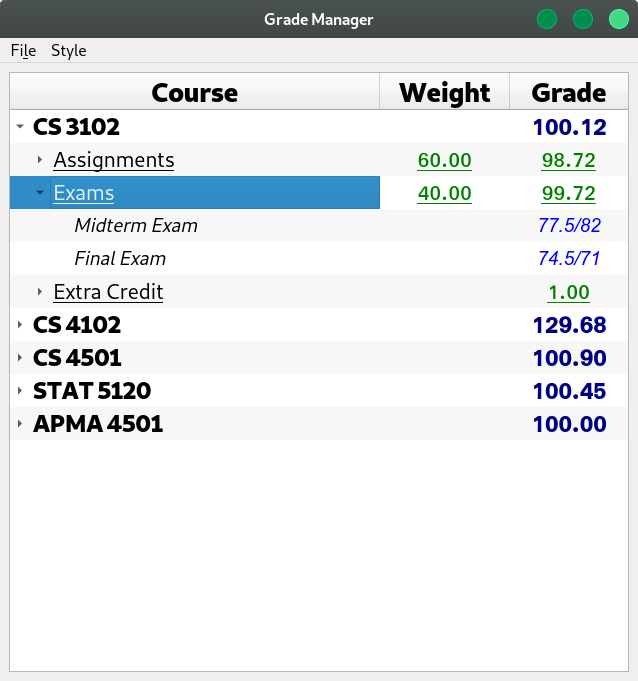 Grade Manager
File Style
Course Weight Grade
CS 3102 100.12
Assignments 60.00 98.72
Exams 40.00 99.72
Midterm Exam 77.5/82
Final Exam 74.5/71
Extra Credit 1.00
CS 4102 129.68
CS 4501 100.90
STAT 5120 100.45
APMA 4501 100.00